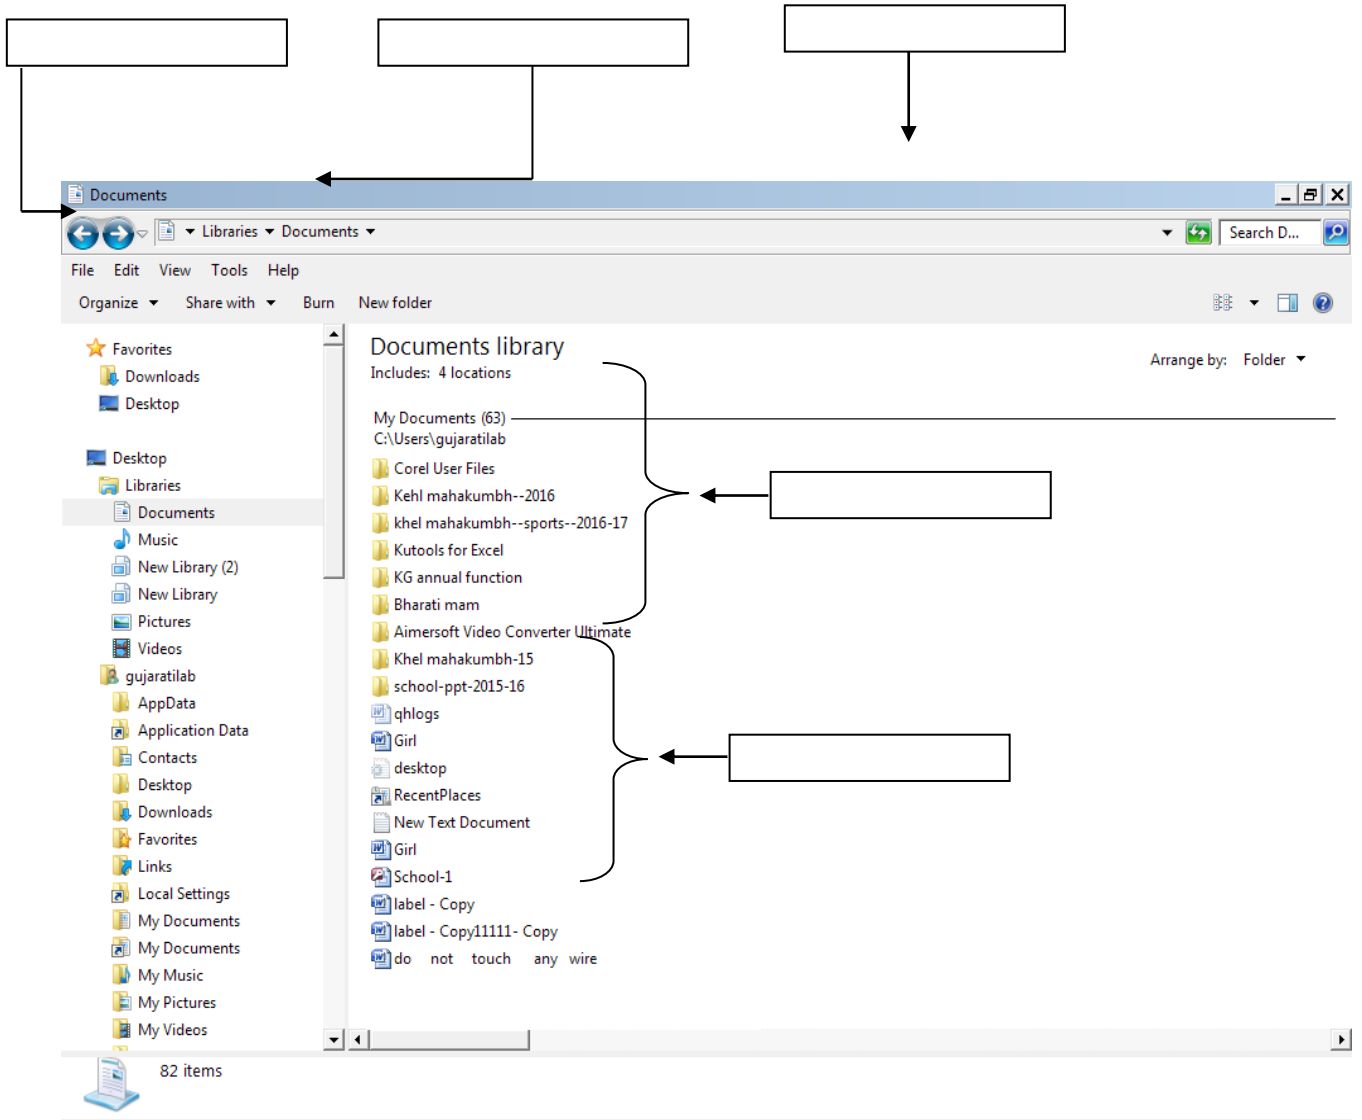 Documents
Libraries Documents
Search D...
File Edit View Tools Help
Organize Share with Burn New folder
Favorites
Downloads
Desktop
Desktop
Libraries
Documents
Music
New Library (2)
New Library
Pictures
Videos
gujaratilab
AppData
Application Data
Contacts
Desktop
Downloads
Favorites
Links
Local Settings
My Documents
My Documents
My Music
My Pictures
My Videos
Documents library
Includes: 4 locations
Arrange by: Folder
My Documents (63)
C:\Users\gujaratilab
Corel User Files
Kehl mahakumbh--2016
khel mahakumbh--sports--2016-17
Kutools for Excel
KG annual function
Bharati mam
Aimersoft Video Converter Ultimate
Khel mahakumbh-15
school-ppt-2015-16
qhlogs
Girl
desktop
RecentPlaces
New Text Document
Girl
School-1
label - Copy
label - Copy11111- Copy
do not touch any wire
82 items